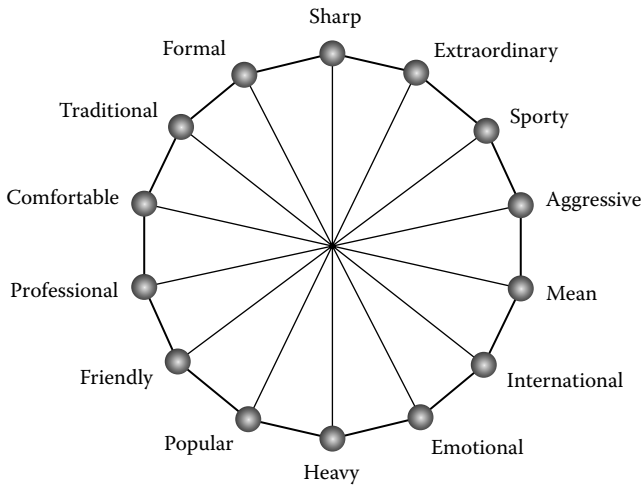 Sharp
Extraordinary
Sporty
Aggressive
Mean
International
Emotional
Heavy
Popular
Friendly
Professional
Comfortable
Traditional
Formal